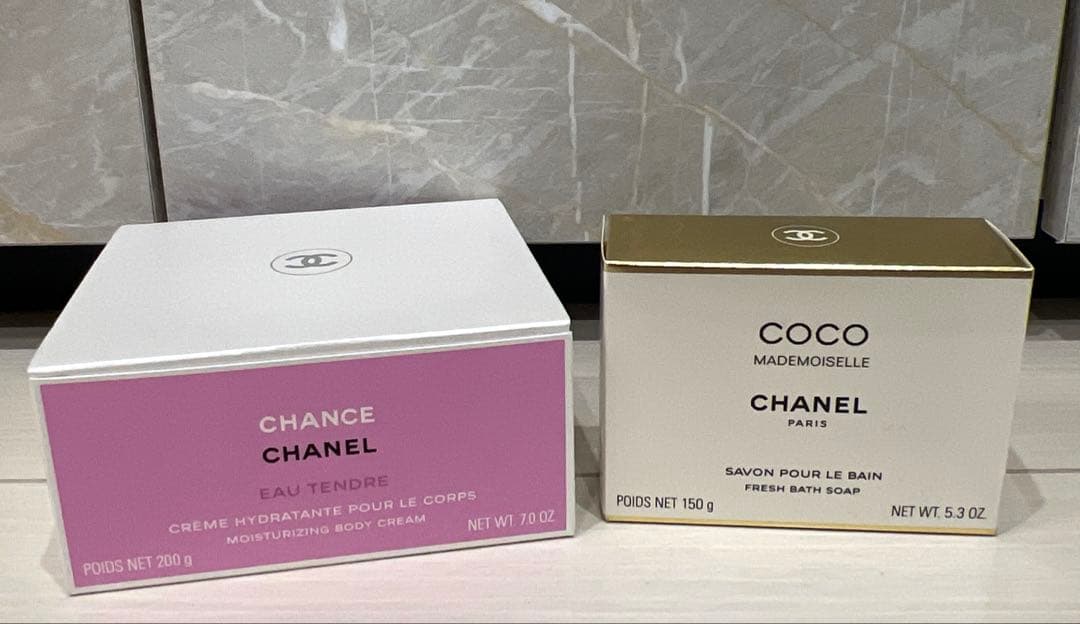 CHANCE
CHANEL
EAU TENDRE
CRÈME HYDRATANTE POUR LE CORPS
MOISTURIZING BODY CREAM
POIDS NET 200 g
NET WT. 7.0 OZ.
COCO
MADEMOISELLE
CHANEL
PARIS
SAVON POUR LE BAIN
FRESH BATH SOAP
POIDS NET 150 g
NET WT. 5.3 OZ.